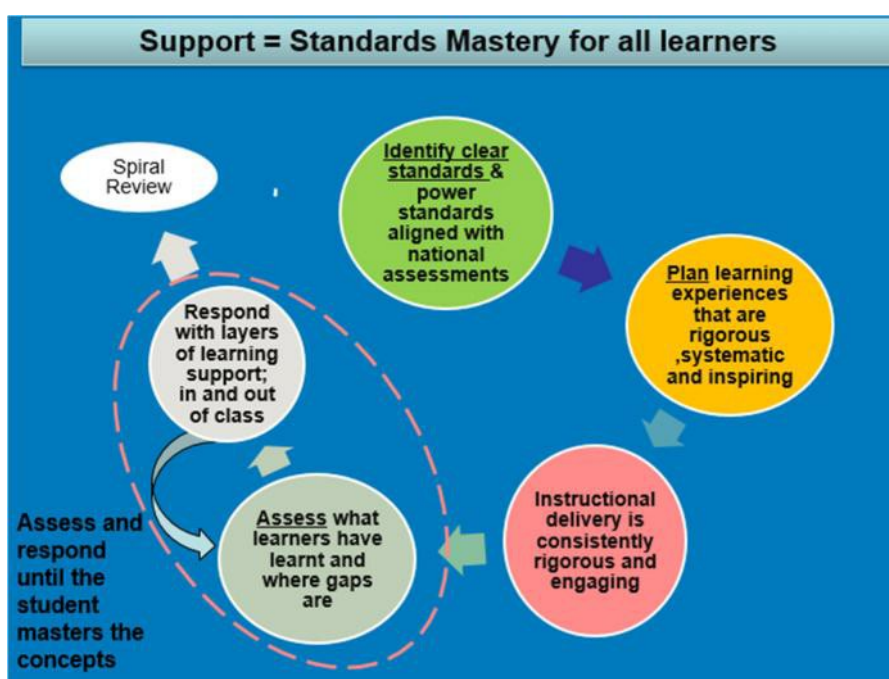 Support = Standards Mastery for all learners
Identify clear
standards &
power
standards
aligned with
national
assessments
Plan learning
experiences
that are
rigorous
,systematic
and inspiring
Instructional
delivery is
consistently
rigorous and
engaging
Assess what
learners have
learnt and
where gaps
are
Respond
with layers
of learning
support;
in and out
of class
Spiral
Review
Assess and
respond
until the
student
masters the
concepts